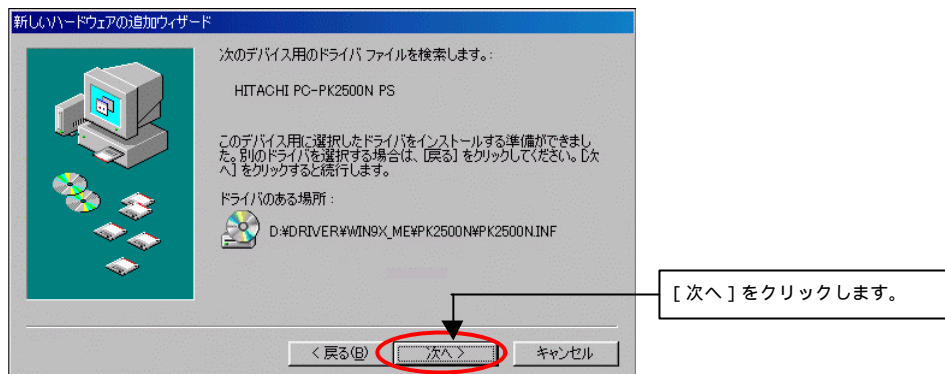 新しいハードウェアの追加ウィザード
次のデバイス用のドライバ ファイルを検索します。:
HITACHI PC-PK2500N PS
このデバイス用に選択したドライバをインストールする準備ができまし
た。別のドライバを選択する場合は、[戻る] をクリックしてください。[次
へ] をクリックすると続行します。
ドライバのある場所 :
D:¥DRIVER¥WIN9X_ME¥PK2500N¥PK2500N.INF
[ 次へ ] をクリックします。
< 戻る(B)
次へ >
キャンセル